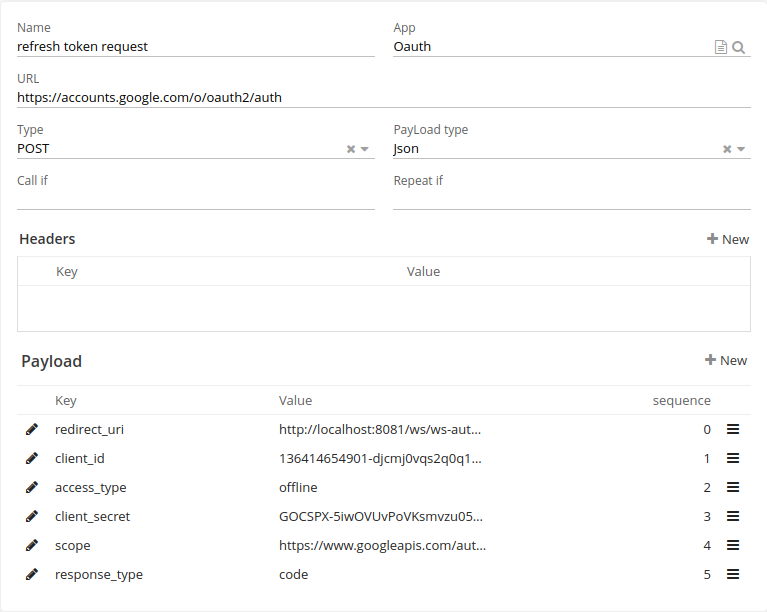 Name App
refresh token request Oauth
URL
https://accounts.google.com/o/oauth2/auth
Type PayLoad type
POST Json
Call if Repeat if
Headers New
Key Value
Payload New
Key Value sequence
redirect_uri http://localhost:8081/ws/ws-aut... 0
client_id 136414654901-djcmj0vqs2q0q1... 1
access_type offline 2
client_secret GOCSPX-5iwOVUvPoVKsmvzu05... 3
scope https://www.googleapis.com/aut... 4
response_type code 5